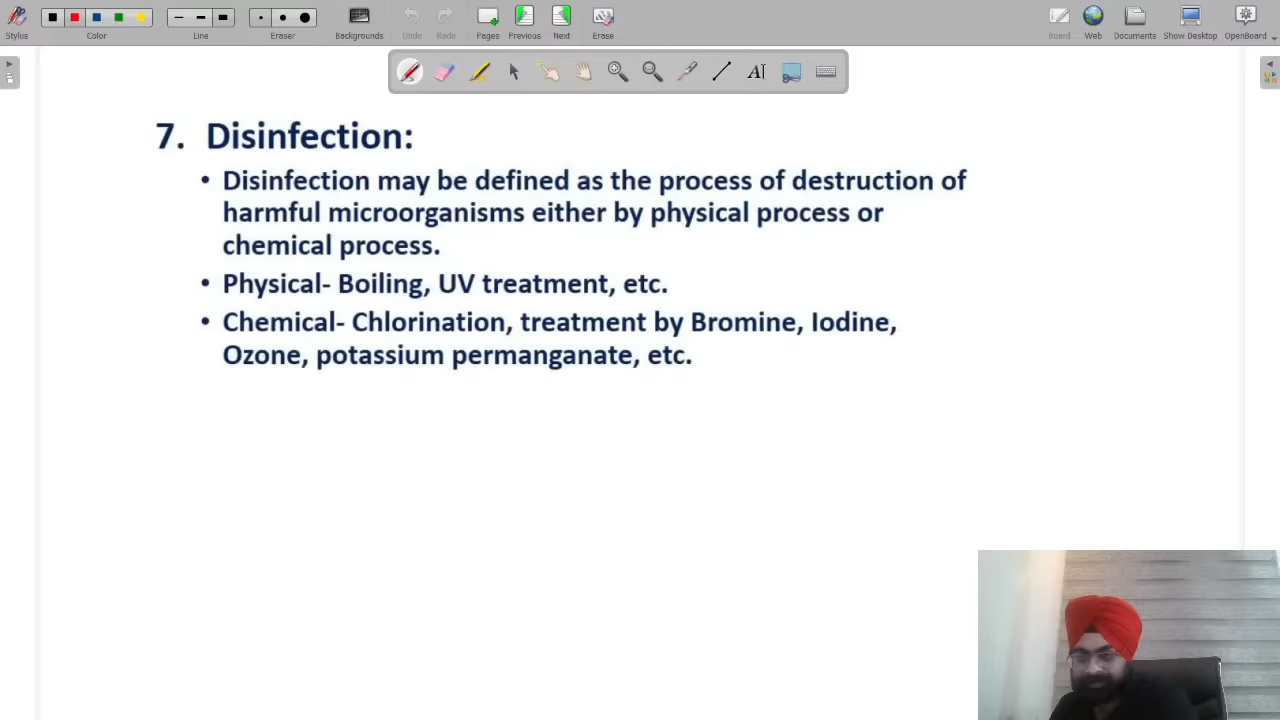 Stylus
Color
Line
Eraser
Backgrounds
Undo
Redo
Pages
Previous
Next
Erase
Board
Web
Documents
Show Desktop
OpenBoard
7. Disinfection:
• Disinfection may be defined as the process of destruction of
harmful microorganisms either by physical process or
chemical process.
• Physical- Boiling, UV treatment, etc.
• Chemical- Chlorination, treatment by Bromine, Iodine,
Ozone, potassium permanganate, etc.